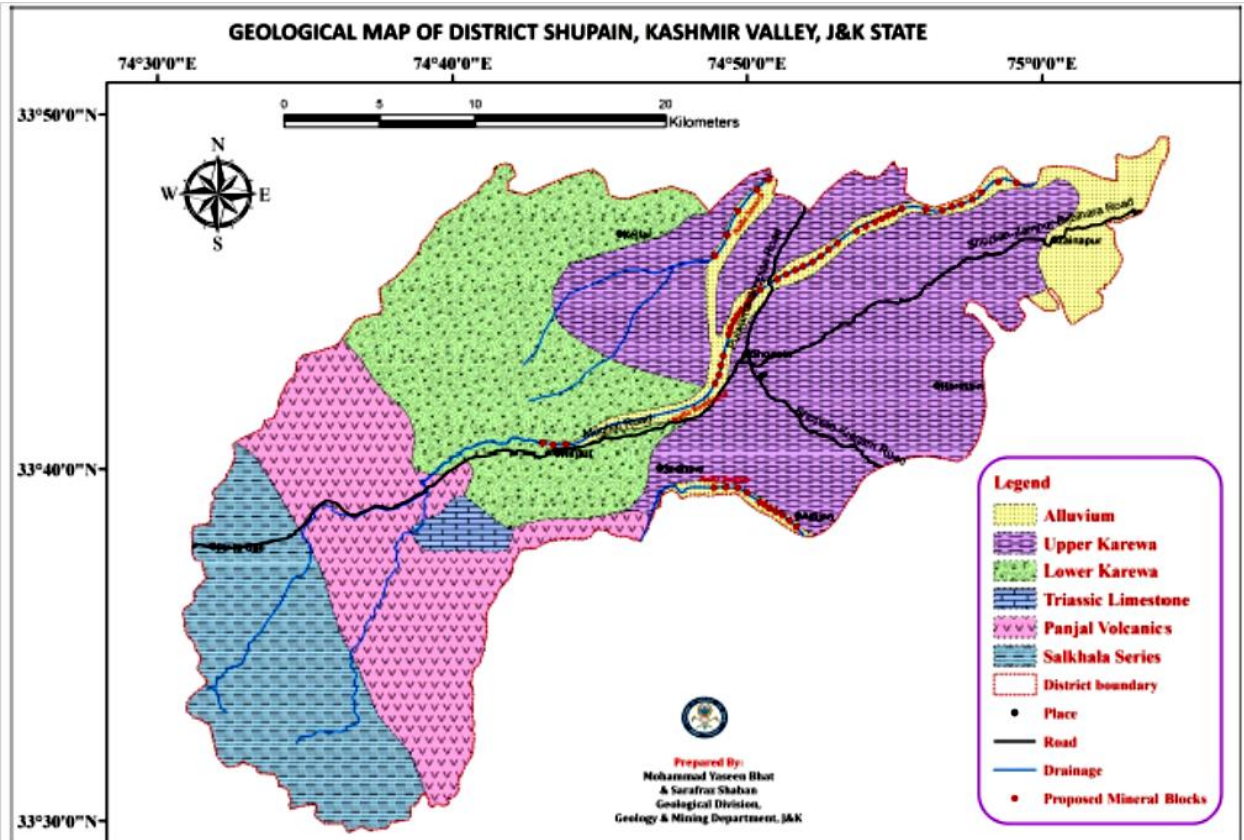 GEOLOGICAL MAP OF DISTRICT SHUPAIN, KASHMIR VALLEY, J&K STATE
74°30'0"E 74°40'0"E 74°50'0"E 75°0'0"E
33°50'0"N
0 5 10 20
Kilometers
N
W E
S
Road
Mughal Road
33°40'0"N
Legend
Alluvium
Upper Karewa
Lower Karewa
Triassic Limestone
Panjal Volcanics
Salkhala Series
District boundary
Place
Road
Drainage
Proposed Mineral Blocks
Prepared By:
Mohammad Yaseen Bhat
& Sarafraz Shaban
Geological Division,
Geology & Mining Department, J&K
33°30'0"N